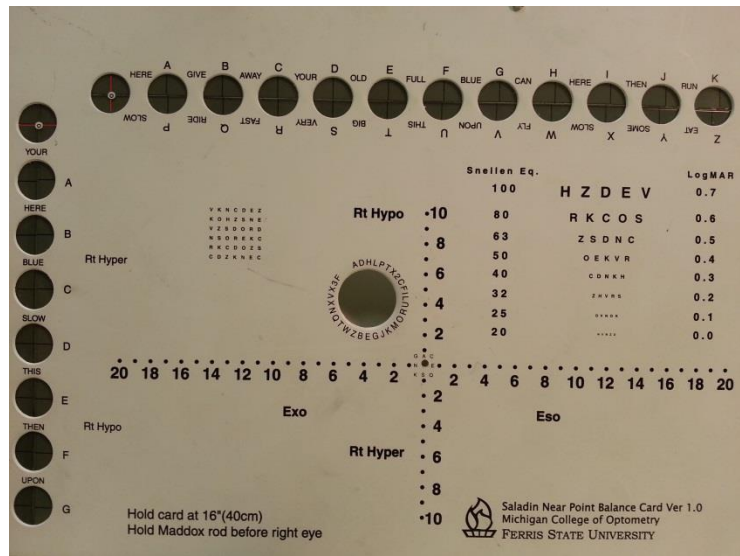 A B C D E F G H I J K
HERE GIVE AWAY YOUR OLD FULL BLUE CAN HERE THEN RUN
SLOW RIDE FAST VERY BIG THIS UPON FLY SLOW SOME EAT
P Q R S T U V W X Y Z
YOUR
A
HERE
B
BLUE
C
SLOW
D
THIS
E
THEN
F
UPON
G
Snellen Eq. LogMAR
100 H Z D E V 0.7
80 R K C O S 0.6
63 Z S D N C 0.5
50 O E K V R 0.4
40 C D N K H 0.3
32 Z H V R S 0.2
25 0.1
20 0.0
V K N C D E Z
K O H Z S N E
V Z S D O R D
N S O R E K C
R K C D O Z S
C D Z K N E C
Rt Hyper
Rt Hypo
Rt Hypo 10
8
6
4
2
20 18 16 14 12 10 8 6 4 2 2 4 6 8 10 12 14 16 18 20
Exo
Eso
2
4
Rt Hyper 6
8
10
Hold card at 16"(40cm)
Hold Maddox rod before right eye
Saladin Near Point Balance Card Ver 1.0
Michigan College of Optometry
FERRIS STATE UNIVERSITY